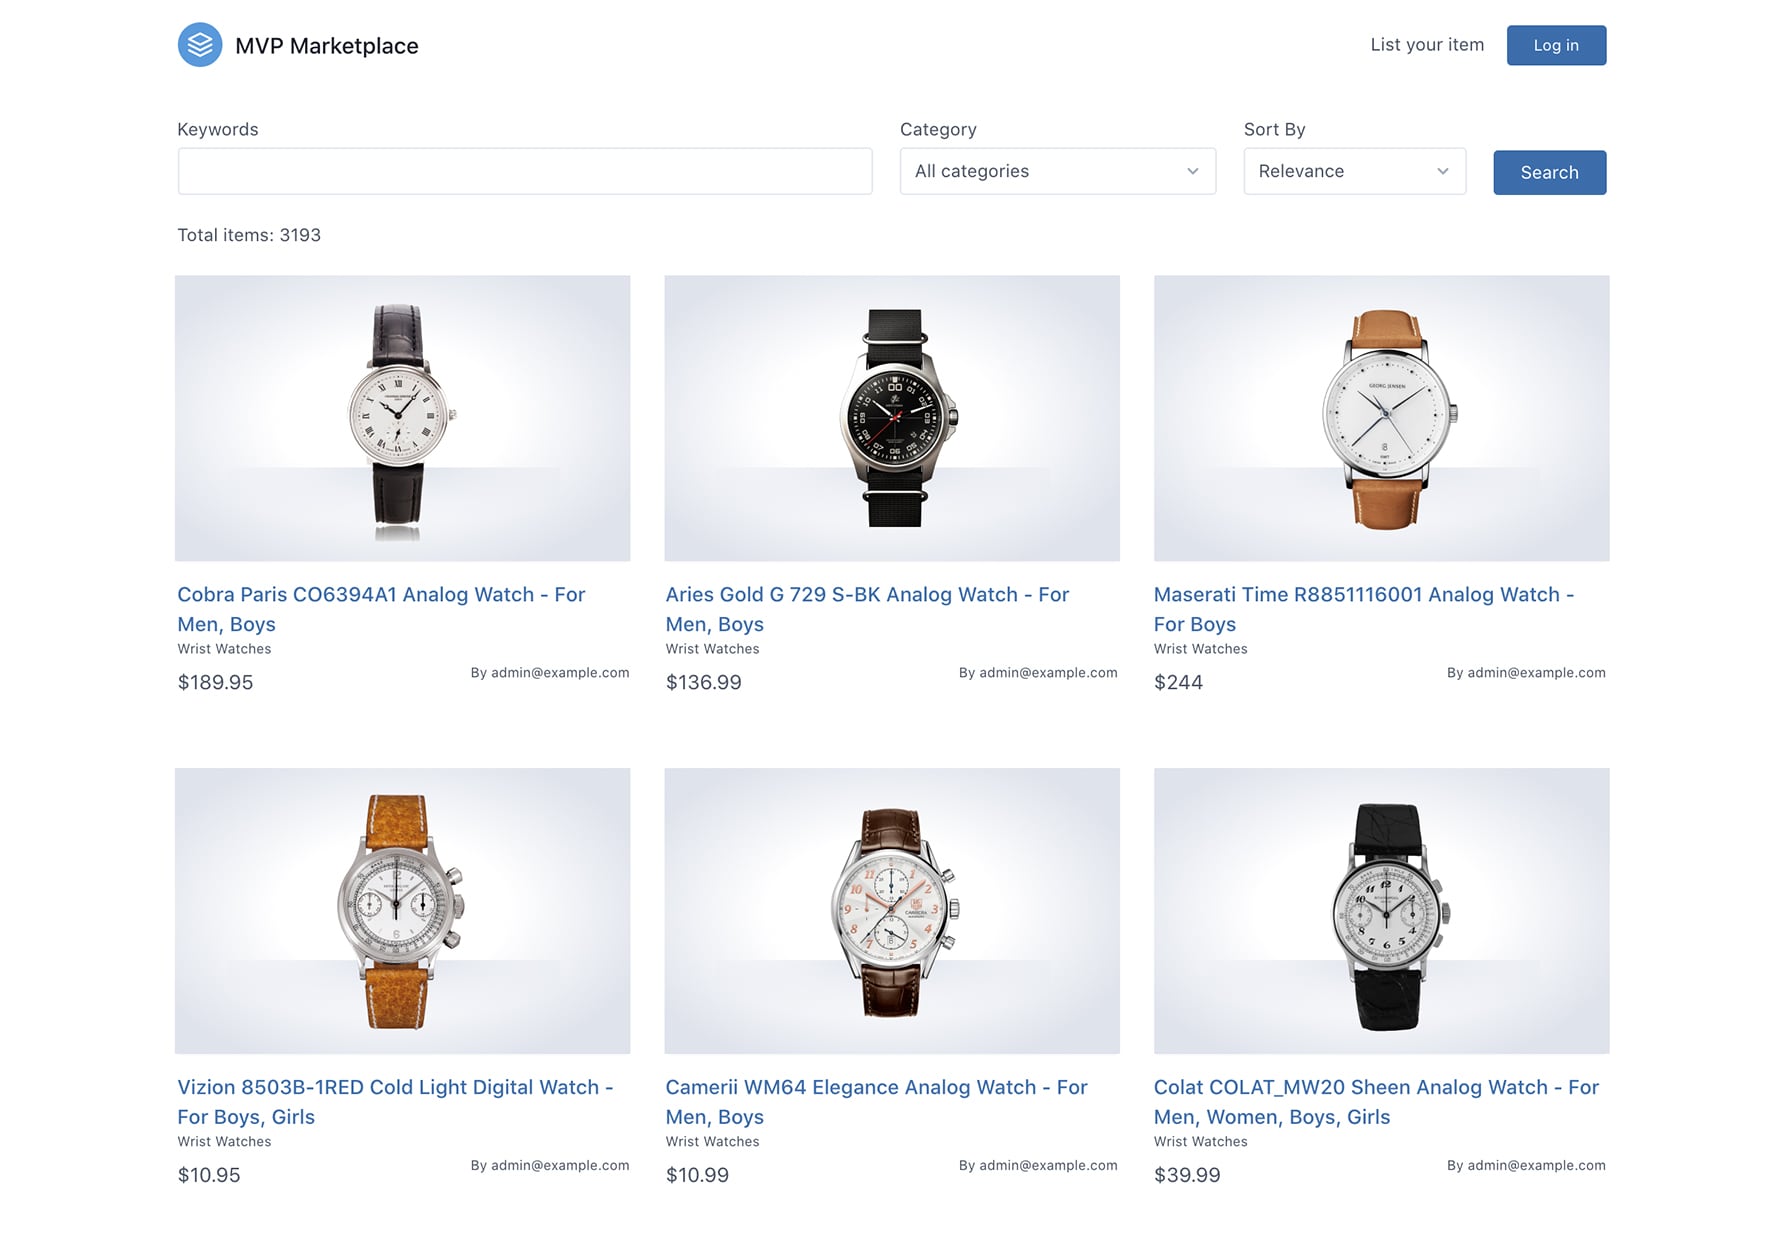 MVP Marketplace
List your item
Log in
Keywords
Category
Sort By
All categories
Relevance
Search
Total items: 3193
GEORG JENSEN
Cobra Paris CO6394A1 Analog Watch - For
Men, Boys
Wrist Watches
By admin@example.com
$189.95
Aries Gold G 729 S-BK Analog Watch - For
Men, Boys
Wrist Watches
By admin@example.com
$136.99
Maserati Time R8851116001 Analog Watch -
For Boys
Wrist Watches
By admin@example.com
$244
CARRERA
Vizion 8503B-1RED Cold Light Digital Watch -
For Boys, Girls
Wrist Watches
By admin@example.com
$10.95
Camerii WM64 Elegance Analog Watch - For
Men, Boys
Wrist Watches
By admin@example.com
$10.99
Colat COLAT_MW20 Sheen Analog Watch - For
Men, Women, Boys, Girls
Wrist Watches
By admin@example.com
$39.99